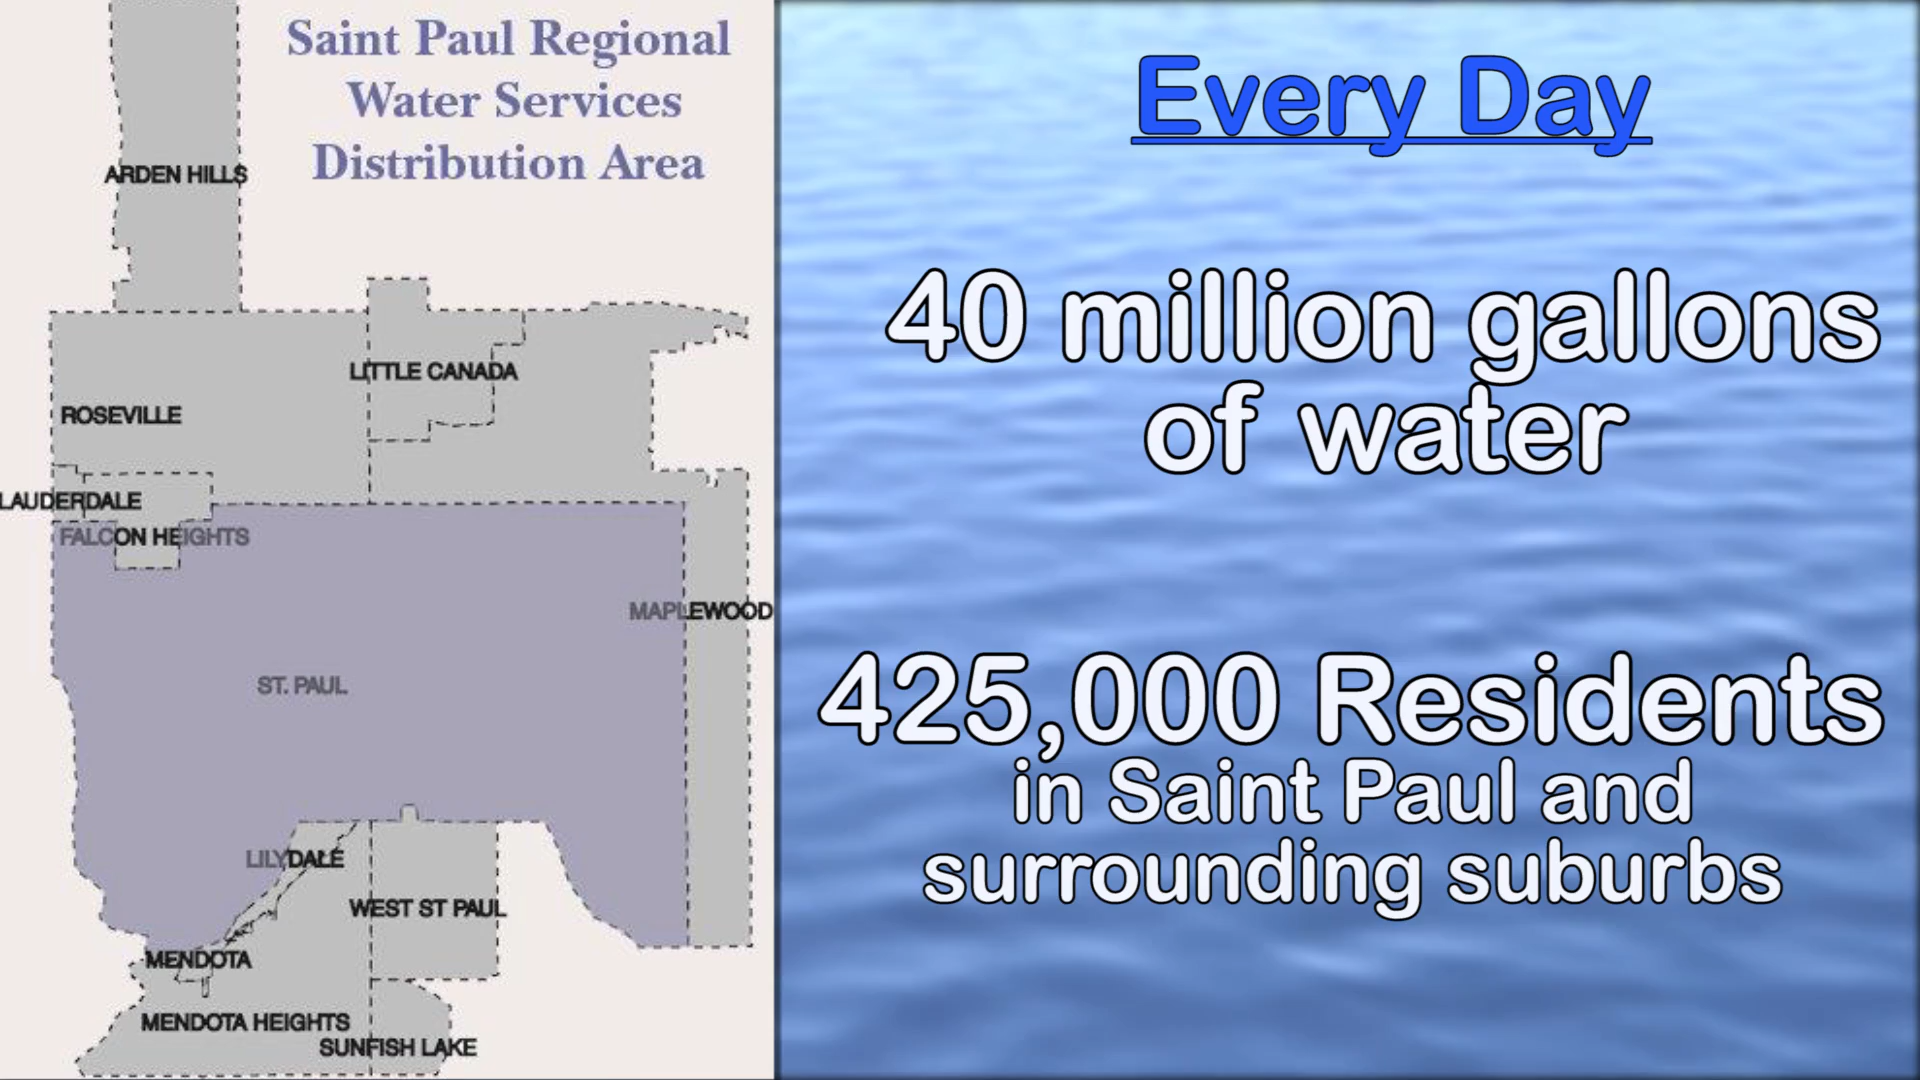 Saint Paul Regional
Water Services
Distribution Area
ARDEN HILLS
LITTLE CANADA
ROSEVILLE
LAUDERDALE
FALCON HEIGHTS
MAPLEWOOD
ST. PAUL
LILYDALE
WEST ST PAUL
MENDOTA
MENDOTA HEIGHTS
SUNFISH LAKE
Every Day
40 million gallons
of water
425,000 Residents
in Saint Paul and
surrounding suburbs